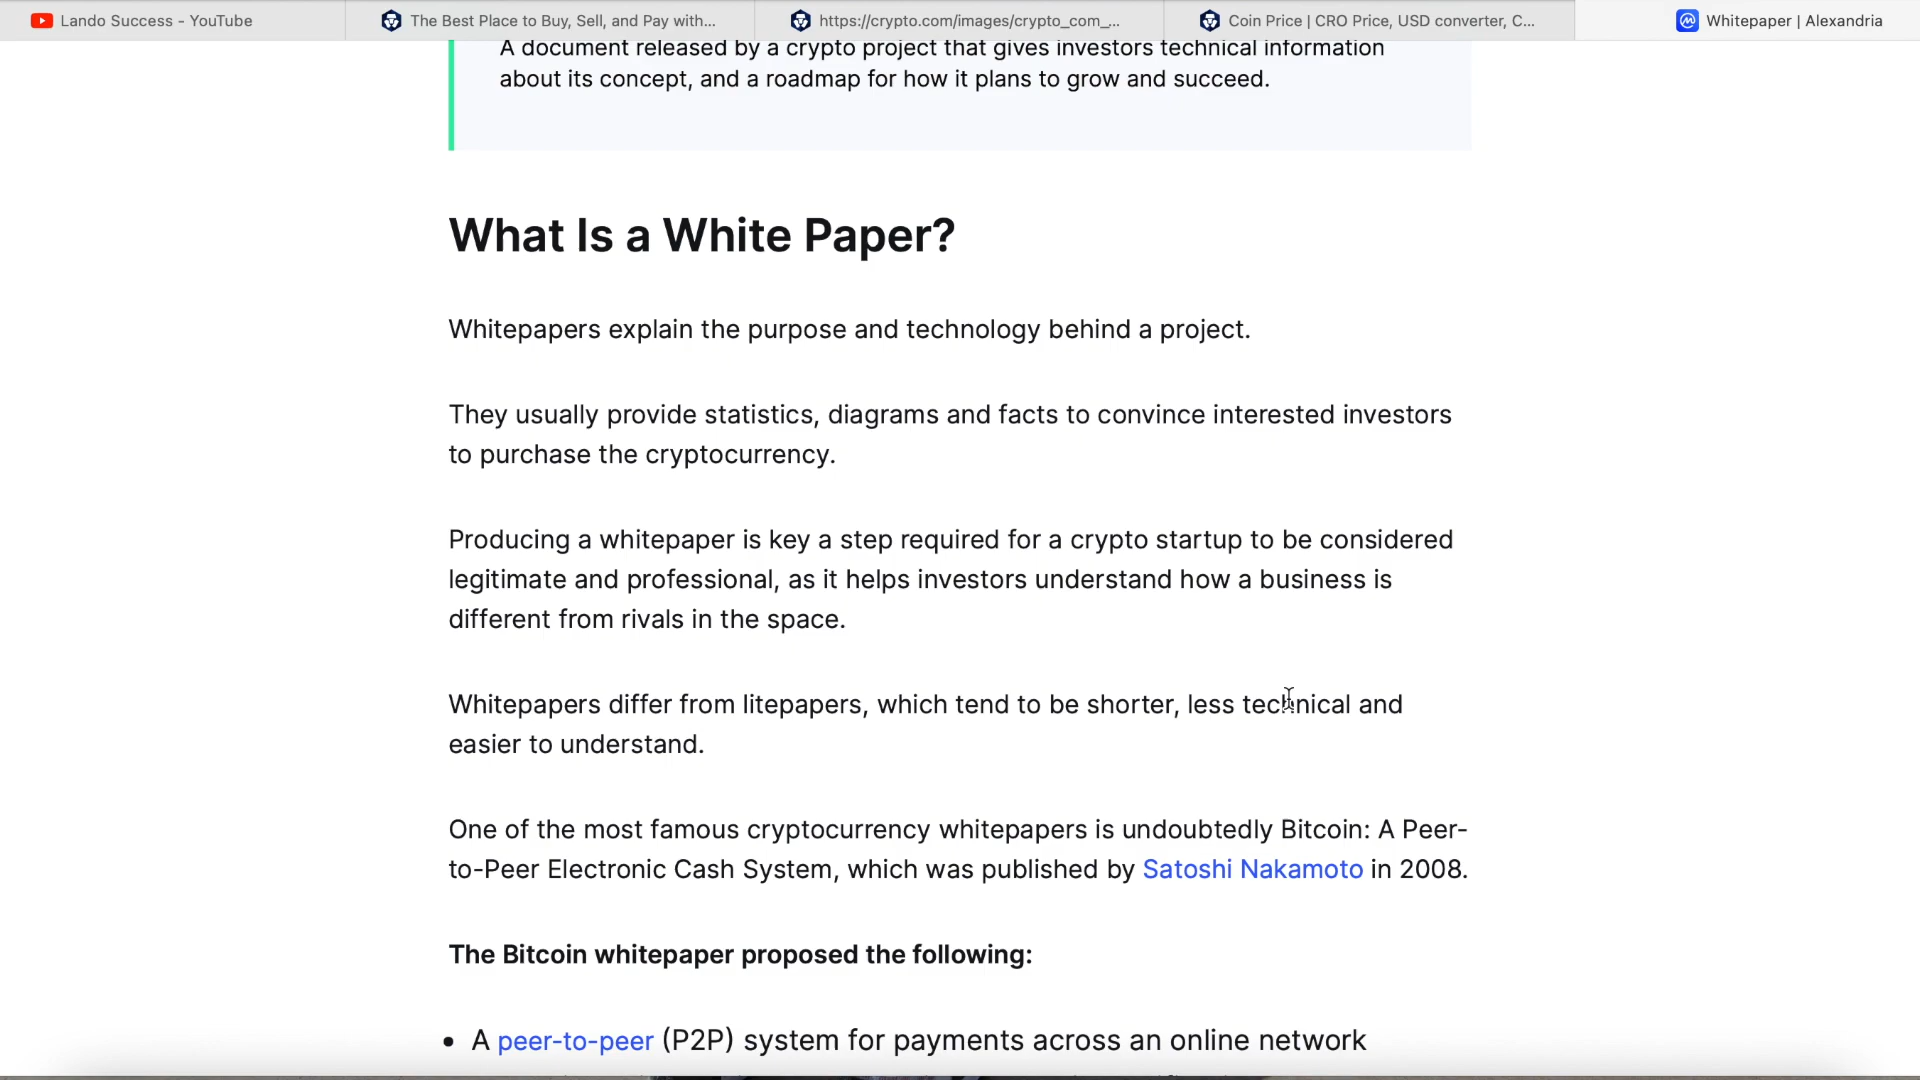 Lando Success - YouTube
The Best Place to Buy, Sell, and Pay with...
https://crypto.com/images/crypto_com_...
Coin Price | CRO Price, USD converter, C...
Whitepaper | Alexandria
A document released by a crypto project that gives investors technical information
about its concept, and a roadmap for how it plans to grow and succeed.
What Is a White Paper?
Whitepapers explain the purpose and technology behind a project.
They usually provide statistics, diagrams and facts to convince interested investors
to purchase the cryptocurrency.
Producing a whitepaper is key a step required for a crypto startup to be considered
legitimate and professional, as it helps investors understand how a business is
different from rivals in the space.
Whitepapers differ from litepapers, which tend to be shorter, less technical and
easier to understand.
One of the most famous cryptocurrency whitepapers is undoubtedly Bitcoin: A Peer-
to-Peer Electronic Cash System, which was published by Satoshi Nakamoto in 2008.
The Bitcoin whitepaper proposed the following:
• A peer-to-peer (P2P) system for payments across an online network